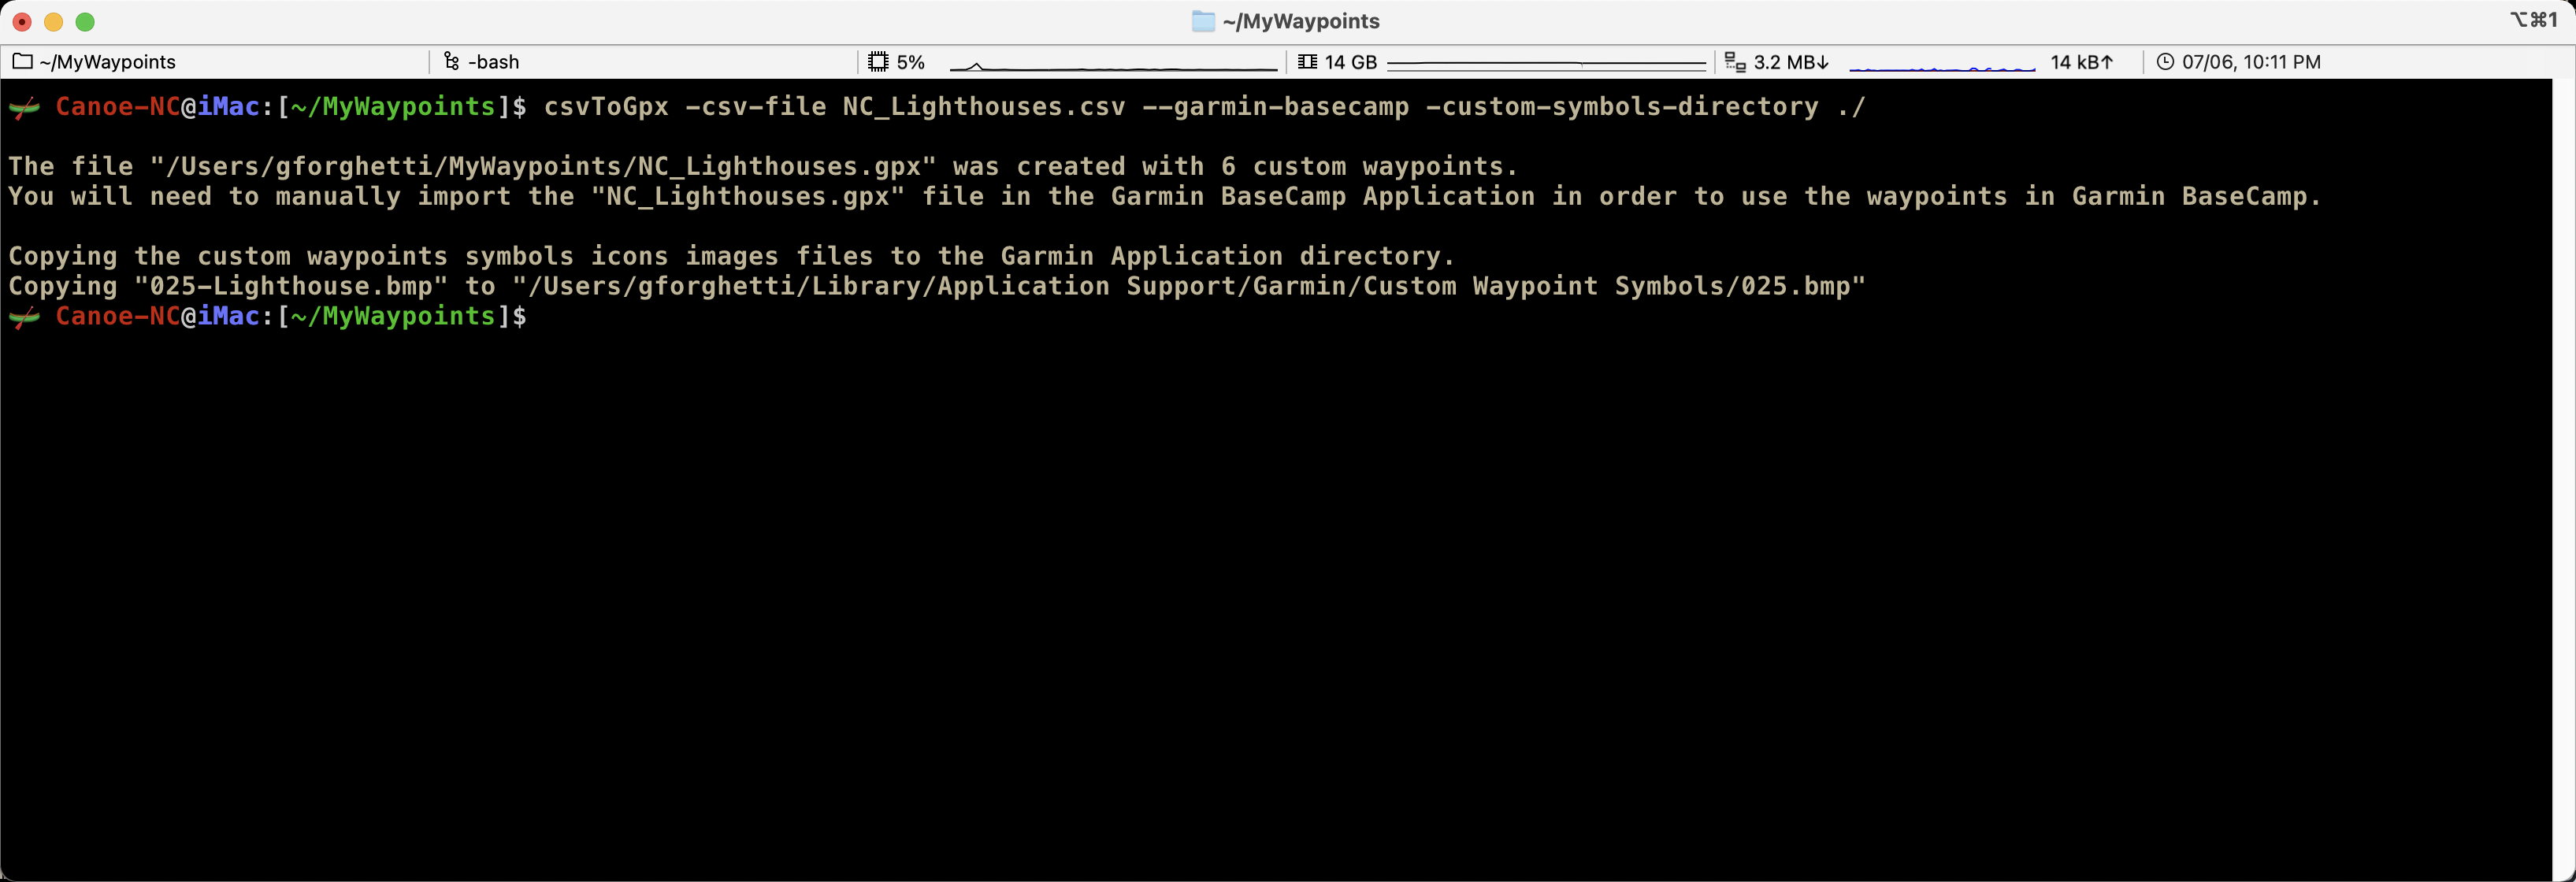 ~/MyWaypoints
⌥⌘1
~/MyWaypoints -bash 5% 14 GB 3.2 MB↓ 14 kB↑ 07/06, 10:11 PM
Canoe-NC@iMac:[~/MyWaypoints]$ csvToGpx -csv-file NC_Lighthouses.csv --garmin-basecamp -custom-symbols-directory ./
The file "/Users/gforghetti/MyWaypoints/NC_Lighthouses.gpx" was created with 6 custom waypoints.
You will need to manually import the "NC_Lighthouses.gpx" file in the Garmin BaseCamp Application in order to use the waypoints in Garmin BaseCamp.
Copying the custom waypoints symbols icons images files to the Garmin Application directory.
Copying "025-Lighthouse.bmp" to "/Users/gforghetti/Library/Application Support/Garmin/Custom Waypoint Symbols/025.bmp"
Canoe-NC@iMac:[~/MyWaypoints]$